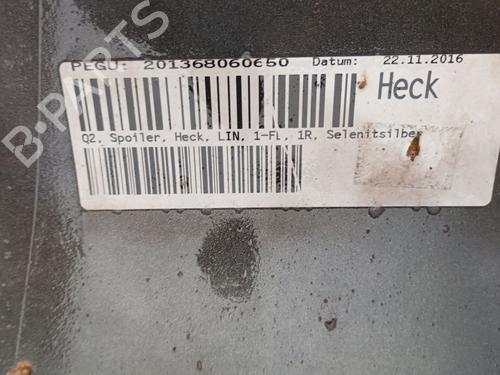 PEGU: 201368060650 Datum: 22.11.2016
Heck
Q2, Spoiler, Heck, LIN, 1-FL, 1R, Selenitsilber
B-PARTS